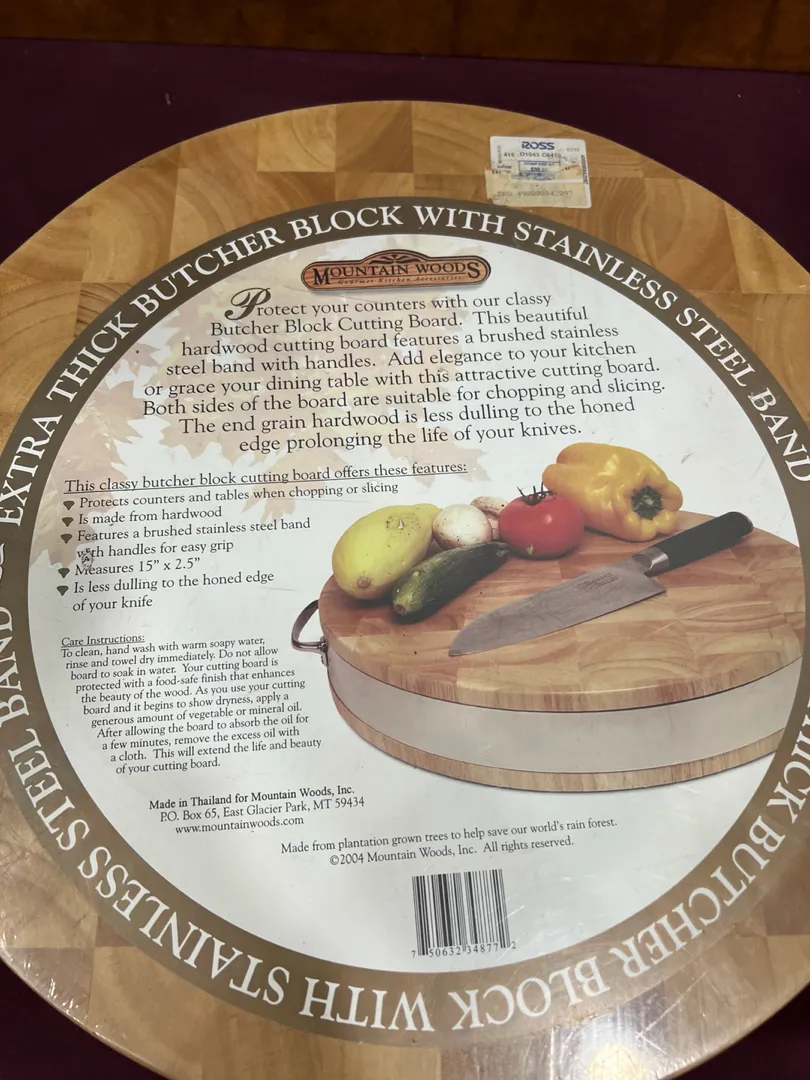 ROSS
EXTRA THICK BUTCHER BLOCK WITH STAINLESS STEEL BAND
MOUNTAIN WOODS
Gourmet Kitchen Accessories
Protect your counters with our classy
Butcher Block Cutting Board. This beautiful
hardwood cutting board features a brushed stainless
steel band with handles. Add elegance to your kitchen
or grace your dining table with this attractive cutting board.
Both sides of the board are suitable for chopping and slicing.
The end grain hardwood is less dulling to the honed
edge prolonging the life of your knives.
This classy butcher block cutting board offers these features:
Protects counters and tables when chopping or slicing
Is made from hardwood
Features a brushed stainless steel band
with handles for easy grip
Measures 15" x 2.5"
Is less dulling to the honed edge
of your knife
Care Instructions:
To clean, hand wash with warm soapy water,
rinse and towel dry immediately. Do not allow
board to soak in water. Your cutting board is
protected with a food-safe finish that enhances
the beauty of the wood. As you use your cutting
board and it begins to show dryness, apply a
generous amount of vegetable or mineral oil.
After allowing the board to absorb the oil for
a few minutes, remove the excess oil with
a cloth. This will extend the life and beauty
of your cutting board.
Made in Thailand for Mountain Woods, Inc.
P.O. Box 65, East Glacier Park, MT 59434
www.mountainwoods.com
Made from plantation grown trees to help save our world's rain forest.
©2004 Mountain Woods, Inc. All rights reserved.
7 50632 34877 2
THICK BUTCHER BLOCK WITH STAINLESS STEEL BAND